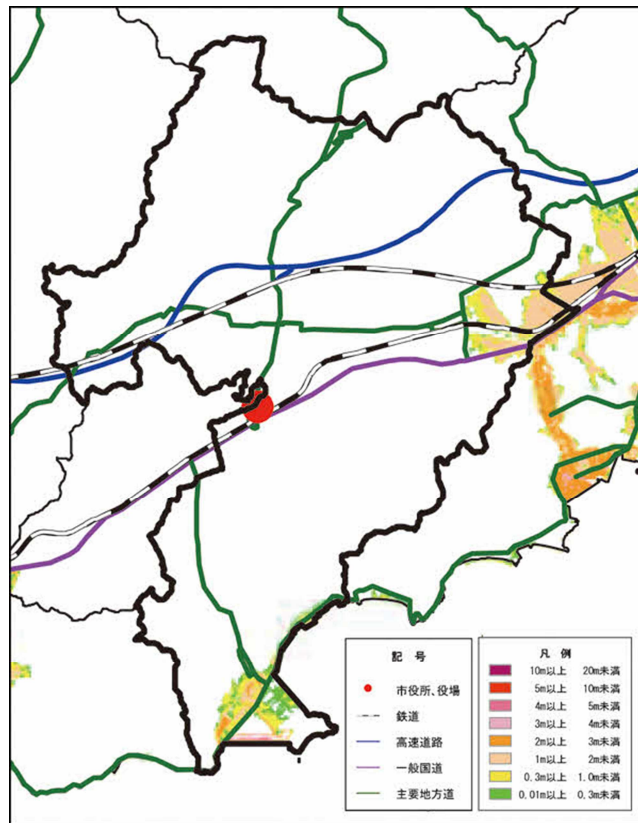 記 号
市役所、役場
鉄道
高速道路
一般国道
主要地方道
凡 例
10m以上 20m未満
5m以上 10m未満
4m以上 5m未満
3m以上 4m未満
2m以上 3m未満
1m以上 2m未満
0.3m以上 1.0m未満
0.01m以上 0.3m未満